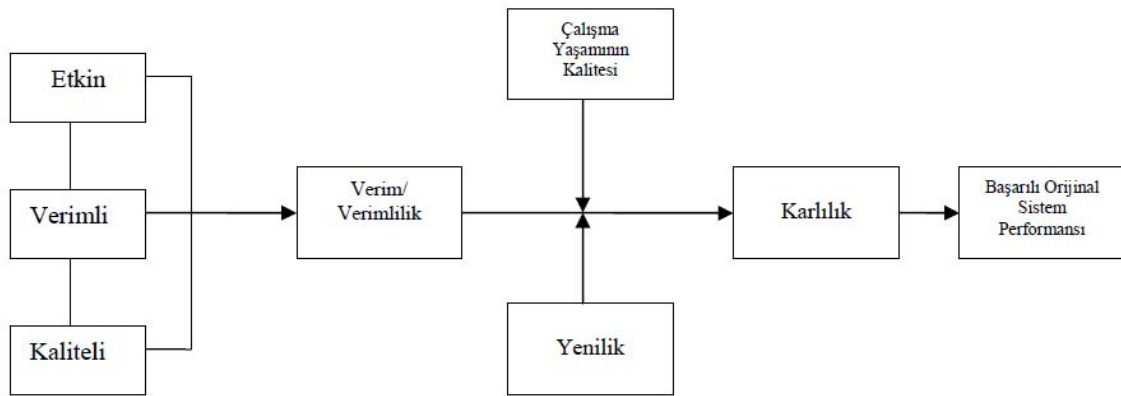 Etkin
Verimli
Kaliteli
Verim/
Verimlilik
Çalışma
Yaşamının
Kalitesi
Yenilik
Karlılık
Başarılı Orijinal
Sistem
Performansı